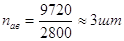 n_ав = 9720/2800 ≈ 3шт